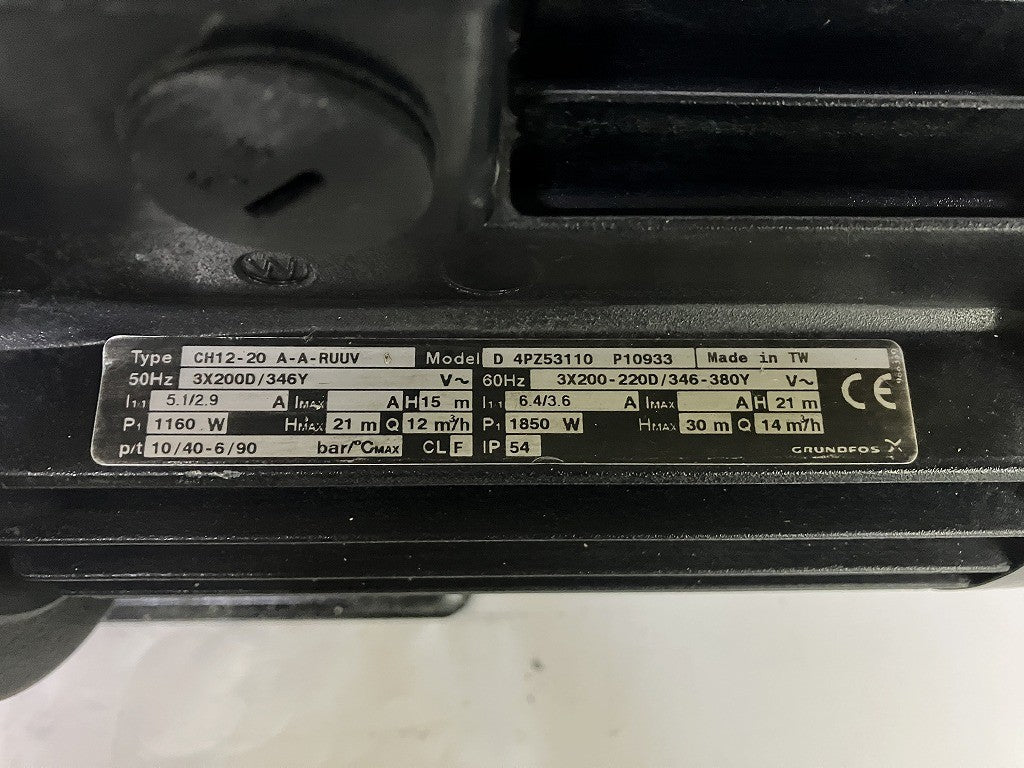 Type CH12-20 A-A-RUUV Model D 4PZ53110 P10933 Made in TW
50Hz 3X200D/346Y V~ 60Hz 3X200-220D/346-380Y V~
I1/1 5.1/2.9 A IMAX A H 15 m I1/1 6.4/3.6 A IMAX A H 21 m
P1 1160 W HMAX 21 m Q 12 m³/h P1 1850 W HMAX 30 m Q 14 m³/h
p/t 10/40-6/90 bar/°CMAX CL F IP 54
CE
GRUNDFOS X